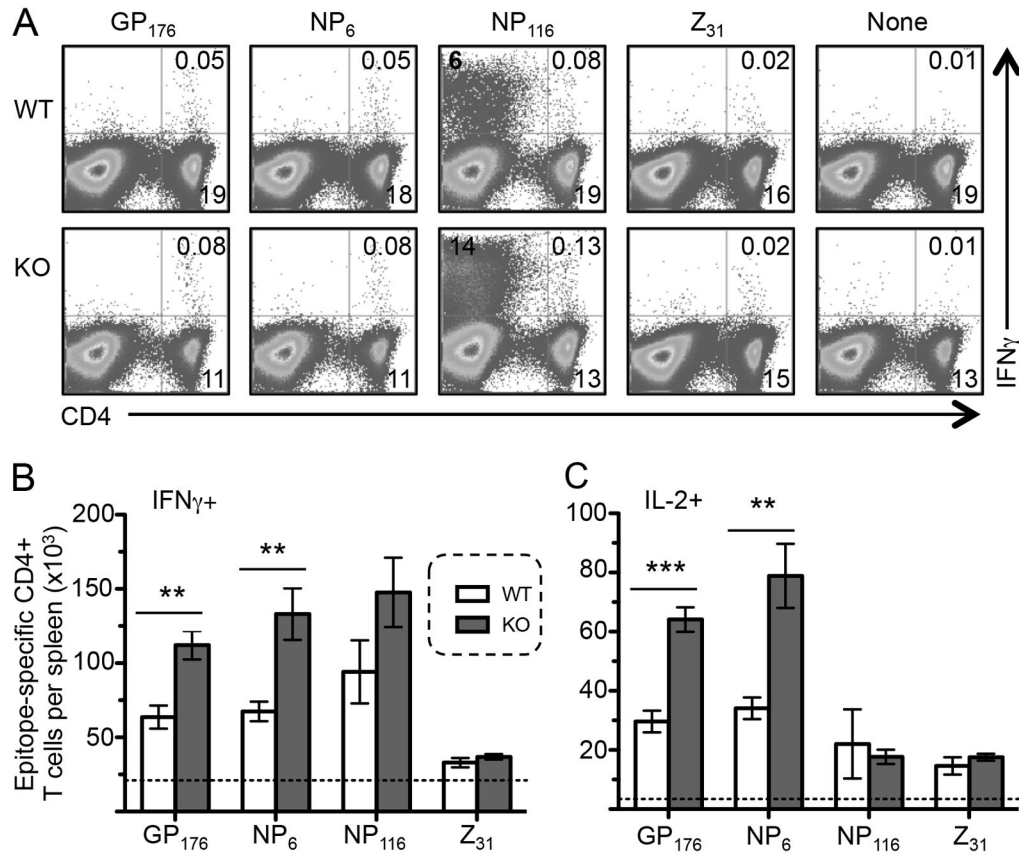 A
GP176 NP6 NP116 Z31 None
WT
0.05 0.05 6 0.08 0.02 0.01
19 18 19 16 19
KO
0.08 0.08 14 0.13 0.02 0.01
11 11 13 15 13
IFNγ
CD4
B
IFNγ+
Epitope-specific CD4+
T cells per spleen (x10³)
200
150
100
50
** **
WT
KO
GP176 NP6 NP116 Z31
C
IL-2+
100
80
60
40
20
*** **
GP176 NP6 NP116 Z31